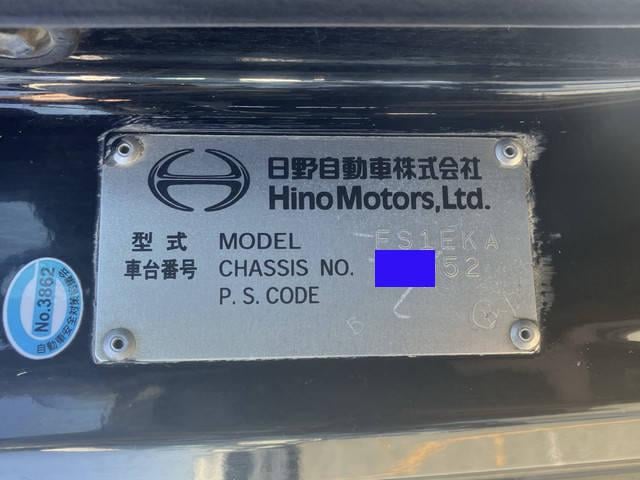 日野自動車株式会社
Hino Motors, Ltd.
型式 MODEL FS1EKA
車台番号 CHASSIS NO. 52
P. S. CODE
No.3862